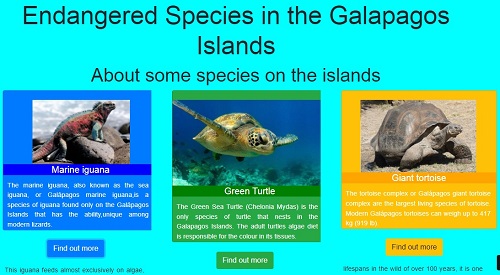 Endangered Species in the Galapagos
Islands
About some species on the islands
Marine iguana
The marine iguana, also known as the sea
iguana, or Galápagos marine iguana,is a
species of iguana found only on the Galápagos
Islands that has the ability,unique among
modern lizards.
Find out more
This iguana feeds almost exclusively on algae,
Green Turtle
The Green Sea Turtle (Chelonia Mydas) is the
only species of turtle that nests in the
Galapagos Islands. The adult turtles algae diet
is responsible for the colour in its tissues.
Find out more
Giant tortoise
The tortoise complex or Galápagos giant tortoise
complex are the largest living species of tortoise.
Modern Galápagos tortoises can weigh up to 417
kg (919 lb).
Find out more
lifespans in the wild of over 100 years, it is one